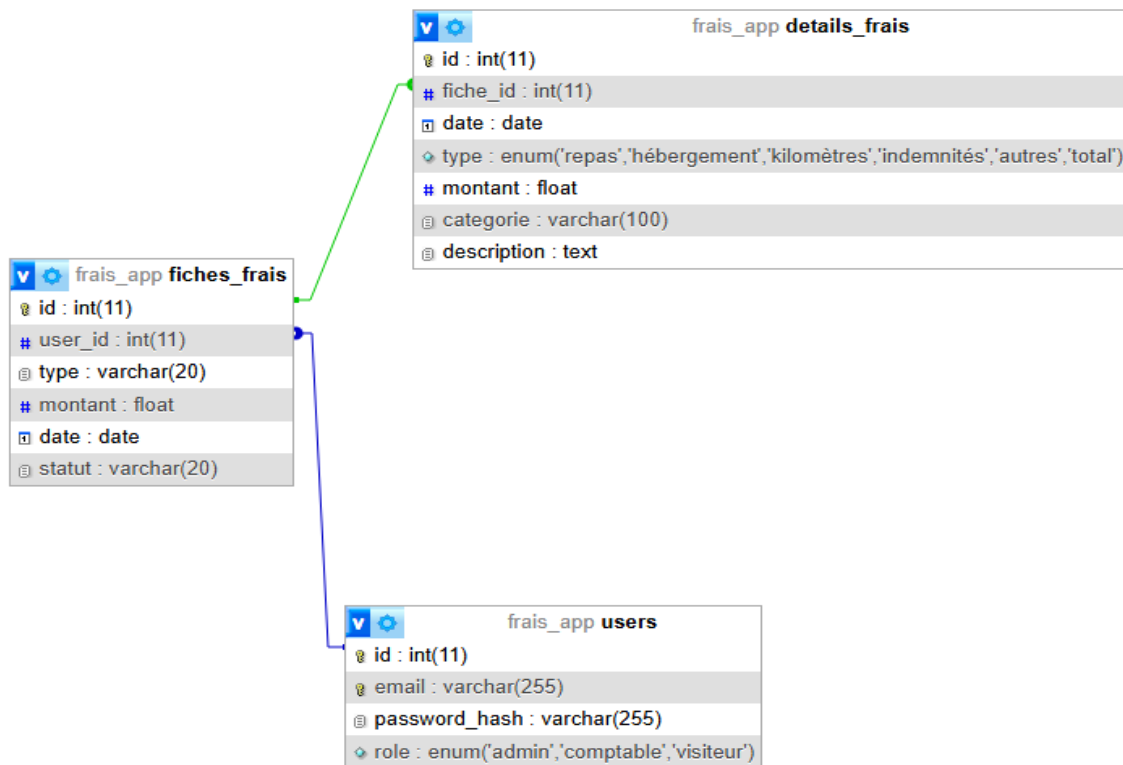 v frais_app details_frais
id : int(11)
# fiche_id : int(11)
date : date
type : enum('repas','hébergement','kilomètres','indemnités','autres','total')
# montant : float
categorie : varchar(100)
description : text
v frais_app fiches_frais
id : int(11)
# user_id : int(11)
type : varchar(20)
# montant : float
date : date
statut : varchar(20)
v frais_app users
id : int(11)
email : varchar(255)
password_hash : varchar(255)
role : enum('admin','comptable','visiteur')